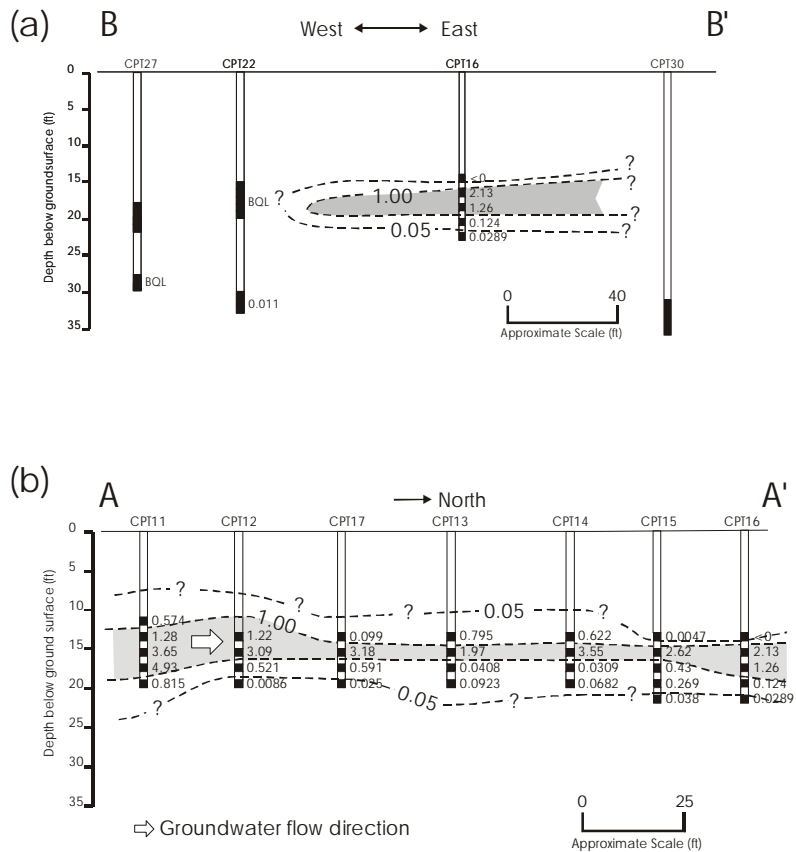 (a) B West East B'
CPT27 CPT22 CPT16 CPT30
Depth below groundsurface (ft)
0
5
10
15
20
25
30
35
BQL
BQL
0.011
?
1.00
0.05
<0
2.13
1.26
0.124
0.0289
?
?
?
?
0 40
Approximate Scale (ft)
(b) A North A'
CPT11 CPT12 CPT17 CPT13 CPT14 CPT15 CPT16
Depth below ground surface (ft)
0
5
10
15
20
25
30
35
? ? ? 0.05 ?
1.00
0.574 1.28 3.65 4.93 0.815
1.22 3.09 0.521 0.0086
0.099 3.18 0.591 0.025
0.795 1.97 0.0408 0.0923
0.622 3.55 0.0309 0.0682
0.0047 2.62 0.43 0.269 0.038
<0 2.13 1.26 0.124 0.0289
? 0.05 ? ?
Groundwater flow direction
0 25
Approximate Scale (ft)